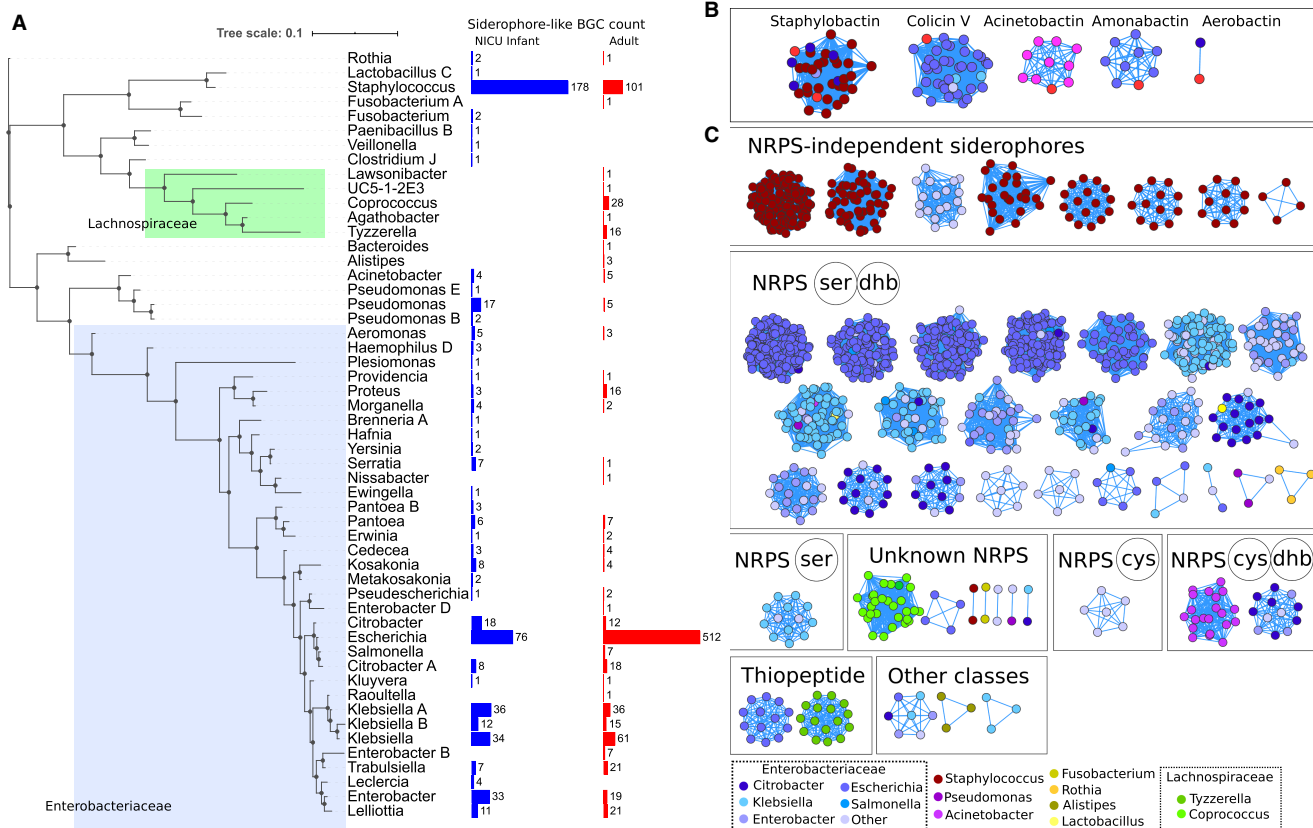 A
Tree scale: 0.1
Siderophore-like BGC count
NICU Infant Adult
Rothia 2 1
Lactobacillus C 1
Staphylococcus 178 101
Fusobacterium A 1
Fusobacterium 2
Paenibacillus B 1
Veillonella 1
Clostridium J 1
Lawsonibacter 1
UC5-1-2E3 1
Coprococcus 28
Agathobacter 1
Tyzzerella 16
Lachnospiraceae
Bacteroides 1
Alistipes 3
Acinetobacter 4 5
Pseudomonas E 1
Pseudomonas 17 5
Pseudomonas B 2
Aeromonas 5 3
Haemophilus D 3
Plesiomonas 1
Providencia 1 1
Proteus 3 16
Morganella 4 2
Brenneria A 1
Hafnia 1
Yersinia 2
Serratia 7 1
Nissabacter 1
Ewingella 1
Pantoea B 3
Pantoea 6 7
Erwinia 1 2
Cedecea 3 4
Kosakonia 8 4
Metakosakonia 2
Pseudescherichia 1 2
Enterobacter D 1
Citrobacter 18 12
Escherichia 76 512
Salmonella 7
Citrobacter A 8 18
Kluyvera 1 1
Raoultella 1
Klebsiella A 36 36
Klebsiella B 12 15
Klebsiella 34 61
Enterobacter B 7
Trabulsiella 7 21
Leclercia 4
Enterobacter 33 19
Lelliottia 11 21
Enterobacteriaceae
B
Staphylobactin Colicin V Acinetobactin Amonabactin Aerobactin
C
NRPS-independent siderophores
NRPS ser dhb
NRPS ser
Unknown NRPS
NRPS cys
NRPS cys dhb
Thiopeptide
Other classes
Enterobacteriaceae
Citrobacter
Klebsiella
Enterobacter
Escherichia
Salmonella
Other
Staphylococcus
Pseudomonas
Acinetobacter
Fusobacterium
Rothia
Alistipes
Lactobacillus
Lachnospiraceae
Tyzzerella
Coprococcus